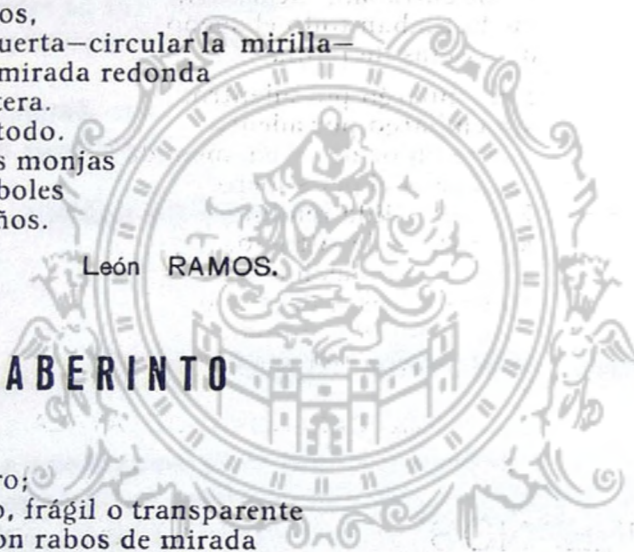 os,
uerta—circular la mirilla—
mirada redonda
tera.
todo.
s monjas
boles
ños.
León RAMOS.
ABERINTO
ro;
o, frágil o transparente
on rabos de mirada